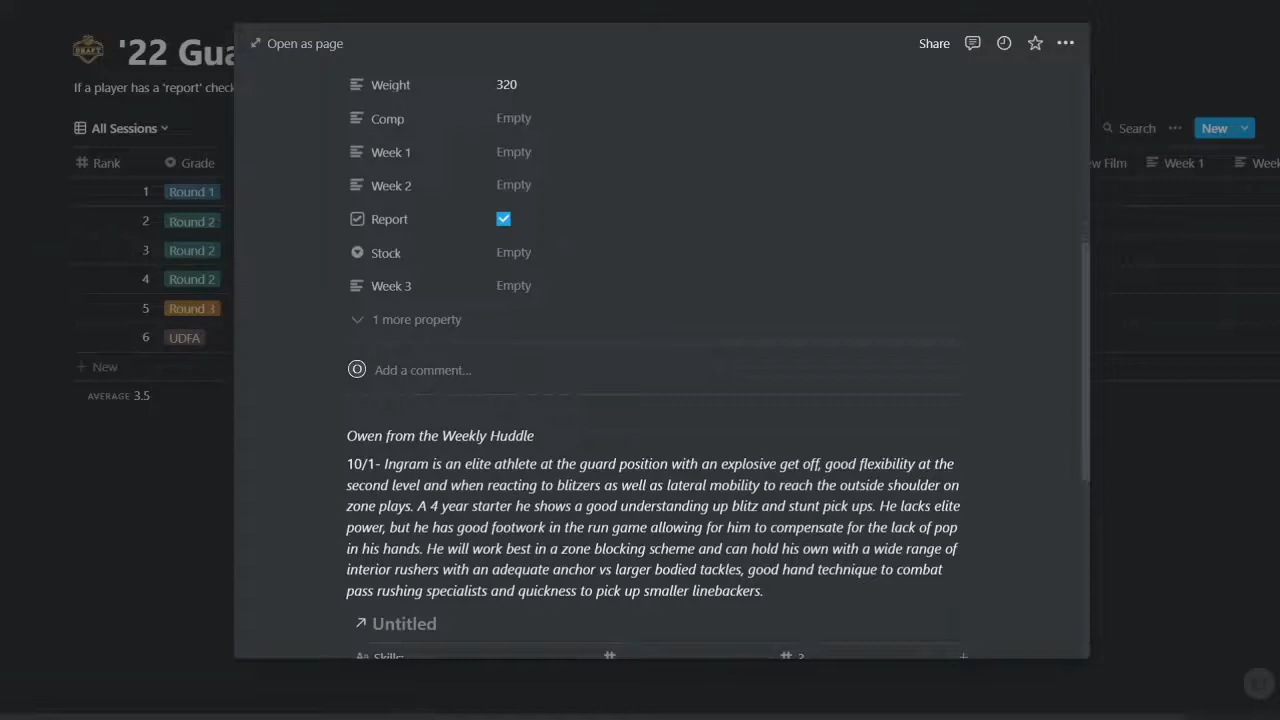 DRAFT
'22 Gua
If a player has a 'report' check
All Sessions
Rank
Grade
1
Round 1
2
Round 2
3
Round 2
4
Round 2
5
Round 3
6
UDFA
New
AVERAGE 3.5
Open as page
Share
Weight
320
Comp
Empty
Week 1
Empty
Week 2
Empty
Report
Stock
Empty
Week 3
Empty
1 more property
O
Add a comment...
Owen from the Weekly Huddle
10/1- Ingram is an elite athlete at the guard position with an explosive get off, good flexibility at the
second level and when reacting to blitzers as well as lateral mobility to reach the outside shoulder on
zone plays. A 4 year starter he shows a good understanding up blitz and stunt pick ups. He lacks elite
power, but he has good footwork in the run game allowing for him to compensate for the lack of pop
in his hands. He will work best in a zone blocking scheme and can hold his own with a wide range of
interior rushers with an adequate anchor vs larger bodied tackles, good hand technique to combat
pass rushing specialists and quickness to pick up smaller linebackers.
Untitled
Aa Skills
Search
New
ew Film
Week 1
Week